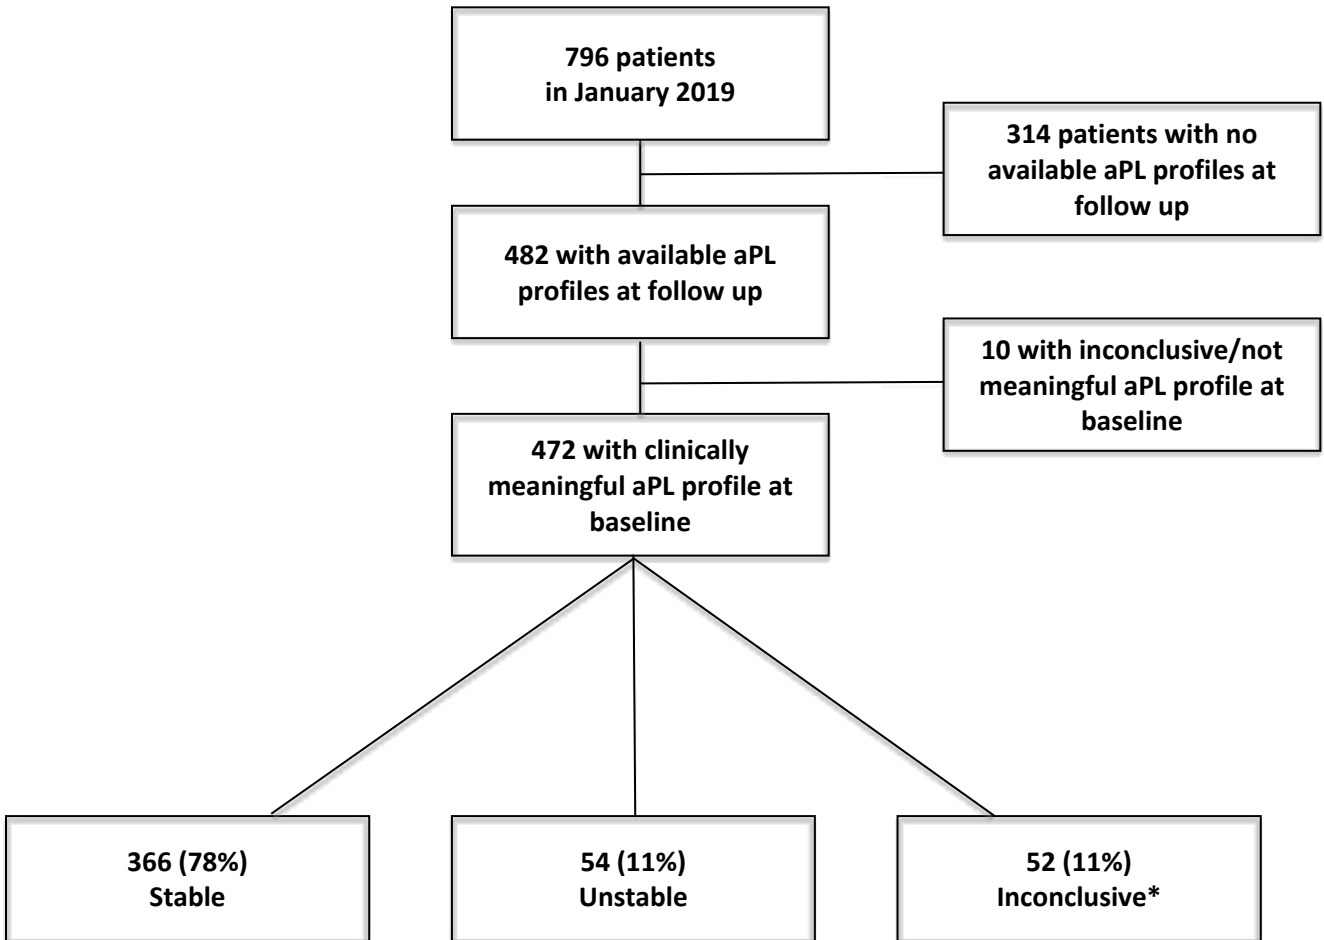 796 patients
in January 2019
314 patients with no
available aPL profiles at
follow up
482 with available aPL
profiles at follow up
10 with inconclusive/not
meaningful aPL profile at
baseline
472 with clinically
meaningful aPL profile at
baseline
366 (78%)
Stable
54 (11%)
Unstable
52 (11%)
Inconclusive*